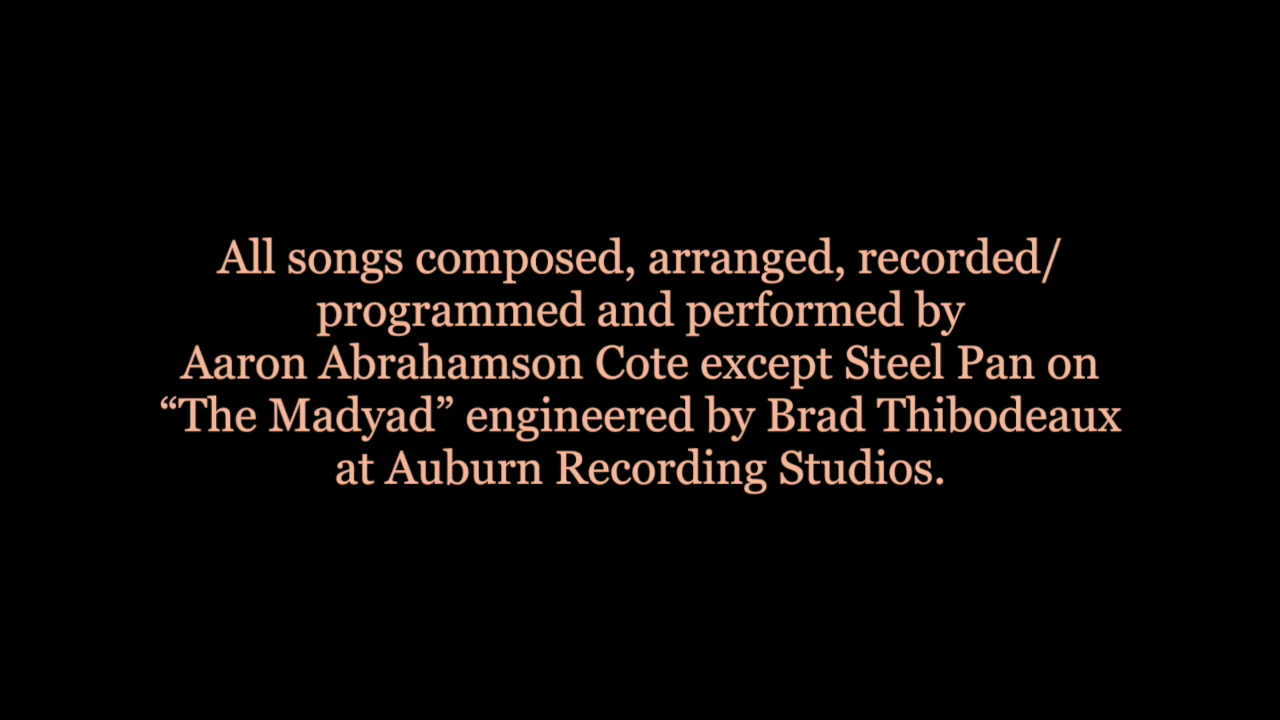 All songs composed, arranged, recorded/
programmed and performed by
Aaron Abrahamson Cote except Steel Pan on
“The Madyad” engineered by Brad Thibodeaux
at Auburn Recording Studios.